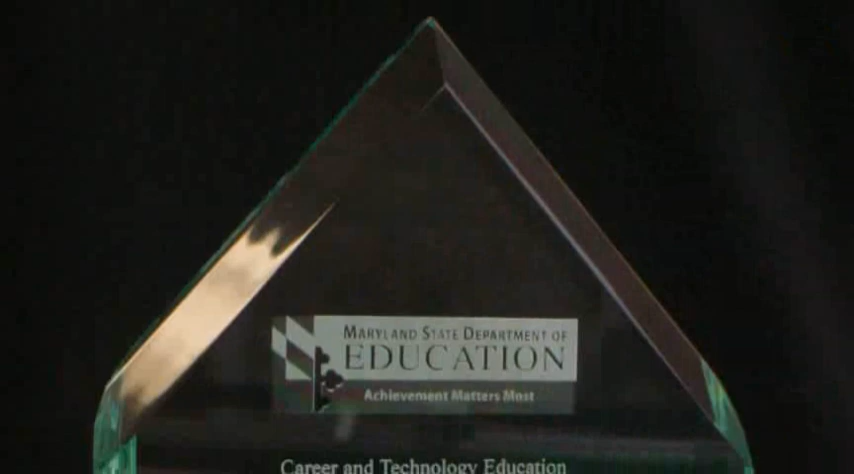 MARYLAND STATE DEPARTMENT OF
EDUCATION
Achievement Matters Most
Career and Technology Education